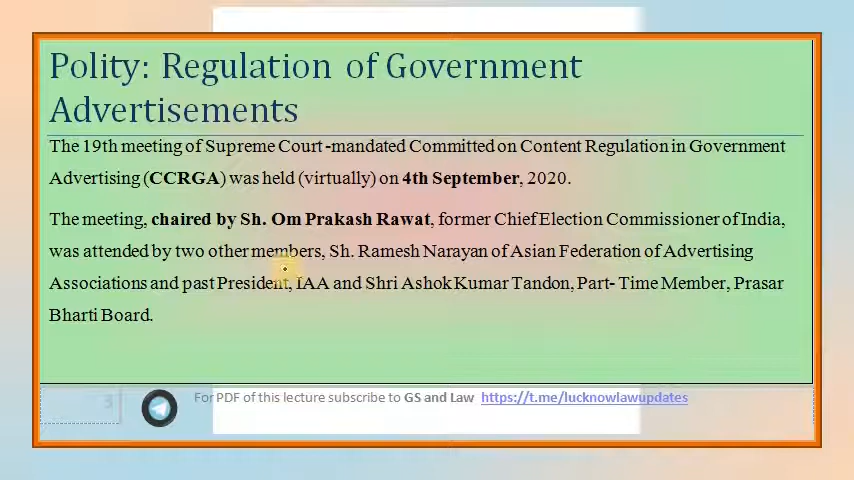 Polity: Regulation of Government
Advertisements
The 19th meeting of Supreme Court-mandated Committed on Content Regulation in Government
Advertising (CCRGA) was held (virtually) on 4th September, 2020.
The meeting, chaired by Sh. Om Prakash Rawat, former Chief Election Commissioner of India,
was attended by two other members, Sh. Ramesh Narayan of Asian Federation of Advertising
Associations and past President, IAA and Shri Ashok Kumar Tandon, Part- Time Member, Prasar
Bharti Board.
3
For PDF of this lecture subscribe to GS and Law https://t.me/lucknowlawupdates